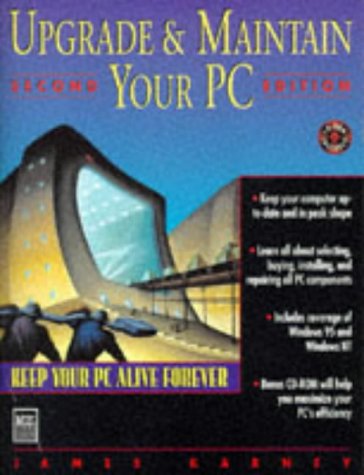 UPGRADE & MAINTAIN
SECOND YOUR PC EDITION
• Keep your computer up-
to-date and in peak shape
• Learn all about selecting,
buying, installing, and
repairing all PC components
• Includes coverage of
Windows 95 and
Windows NT
• Bonus CD-ROM will help
you maximize your
PC's efficiency
KEEP YOUR PC ALIVE FOREVER
JAMES KARNEY